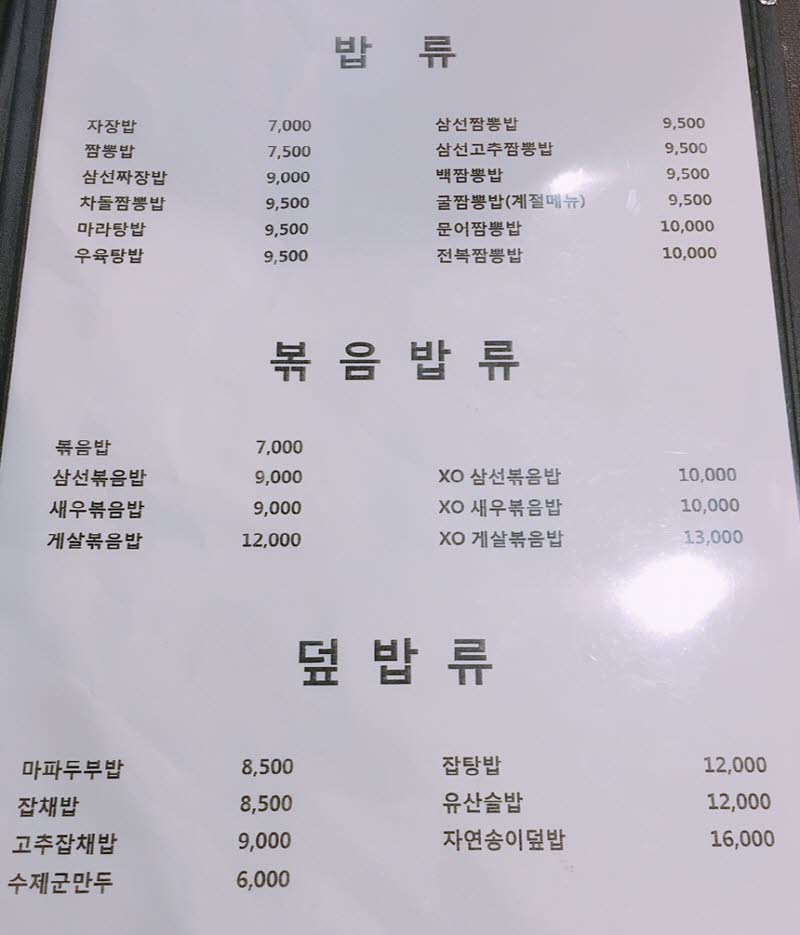 밥 류
자장밥 7,000 삼선짬뽕밥 9,500
짬뽕밥 7,500 삼선고추짬뽕밥 9,500
삼선짜장밥 9,000 백짬뽕밥 9,500
차돌짬뽕밥 9,500 굴짬뽕밥(계절메뉴) 9,500
마라탕밥 9,500 문어짬뽕밥 10,000
우육탕밥 9,500 전복짬뽕밥 10,000
볶음밥류
볶음밥 7,000
삼선볶음밥 9,000 XO 삼선볶음밥 10,000
새우볶음밥 9,000 XO 새우볶음밥 10,000
게살볶음밥 12,000 XO 게살볶음밥 13,000
덮밥류
마파두부밥 8,500 잡탕밥 12,000
잡채밥 8,500 유산슬밥 12,000
고추잡채밥 9,000 자연송이덮밥 16,000
수제군만두 6,000